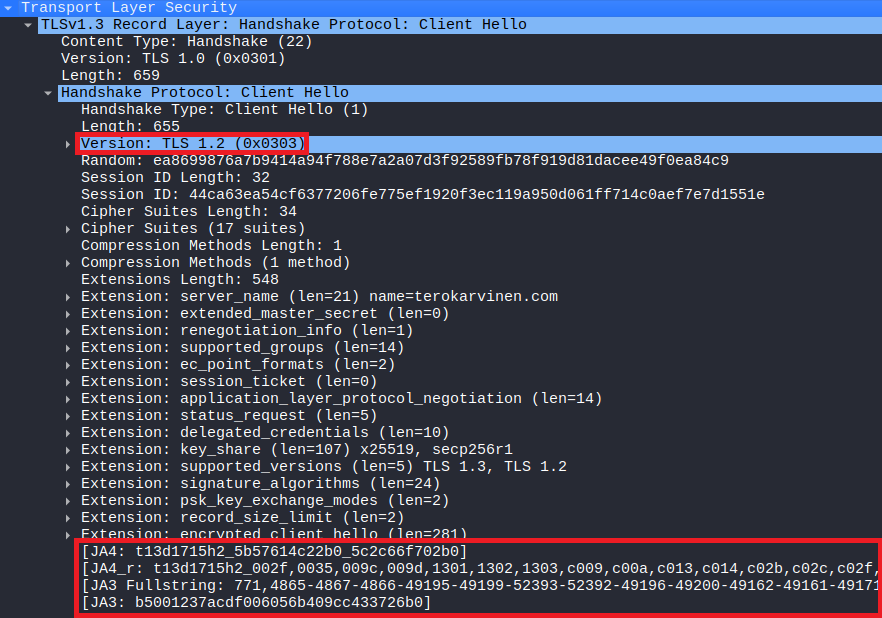 Transport Layer Security
TLSv1.3 Record Layer: Handshake Protocol: Client Hello
Content Type: Handshake (22)
Version: TLS 1.0 (0x0301)
Length: 659
Handshake Protocol: Client Hello
Handshake Type: Client Hello (1)
Length: 655
Version: TLS 1.2 (0x0303)
Random: ea8699876a7b9414a94f788e7a2a07d3f92589fb78f919d81dacee49f0ea84c9
Session ID Length: 32
Session ID: 44ca63ea54cf6377206fe775ef1920f3ec119a950d061ff714c0aef7e7d1551e
Cipher Suites Length: 34
Cipher Suites (17 suites)
Compression Methods Length: 1
Compression Methods (1 method)
Extensions Length: 548
Extension: server_name (len=21) name=terokarvinen.com
Extension: extended_master_secret (len=0)
Extension: renegotiation_info (len=1)
Extension: supported_groups (len=14)
Extension: ec_point_formats (len=2)
Extension: session_ticket (len=0)
Extension: application_layer_protocol_negotiation (len=14)
Extension: status_request (len=5)
Extension: delegated_credentials (len=10)
Extension: key_share (len=107) x25519, secp256r1
Extension: supported_versions (len=5) TLS 1.3, TLS 1.2
Extension: signature_algorithms (len=24)
Extension: psk_key_exchange_modes (len=2)
Extension: record_size_limit (len=2)
Extension: encrypted_client_hello (len=281)
[JA4: t13d1715h2_5b57614c22b0_5c2c66f702b0]
[JA4_r: t13d1715h2_002f,0035,009c,009d,1301,1302,1303,c009,c00a,c013,c014,c02b,c02c,c02f,
[JA3 Fullstring: 771,4865-4867-4866-49195-49199-52393-52392-49196-49200-49162-49161-49171
[JA3: b5001237acdf006056b409cc433726b0]